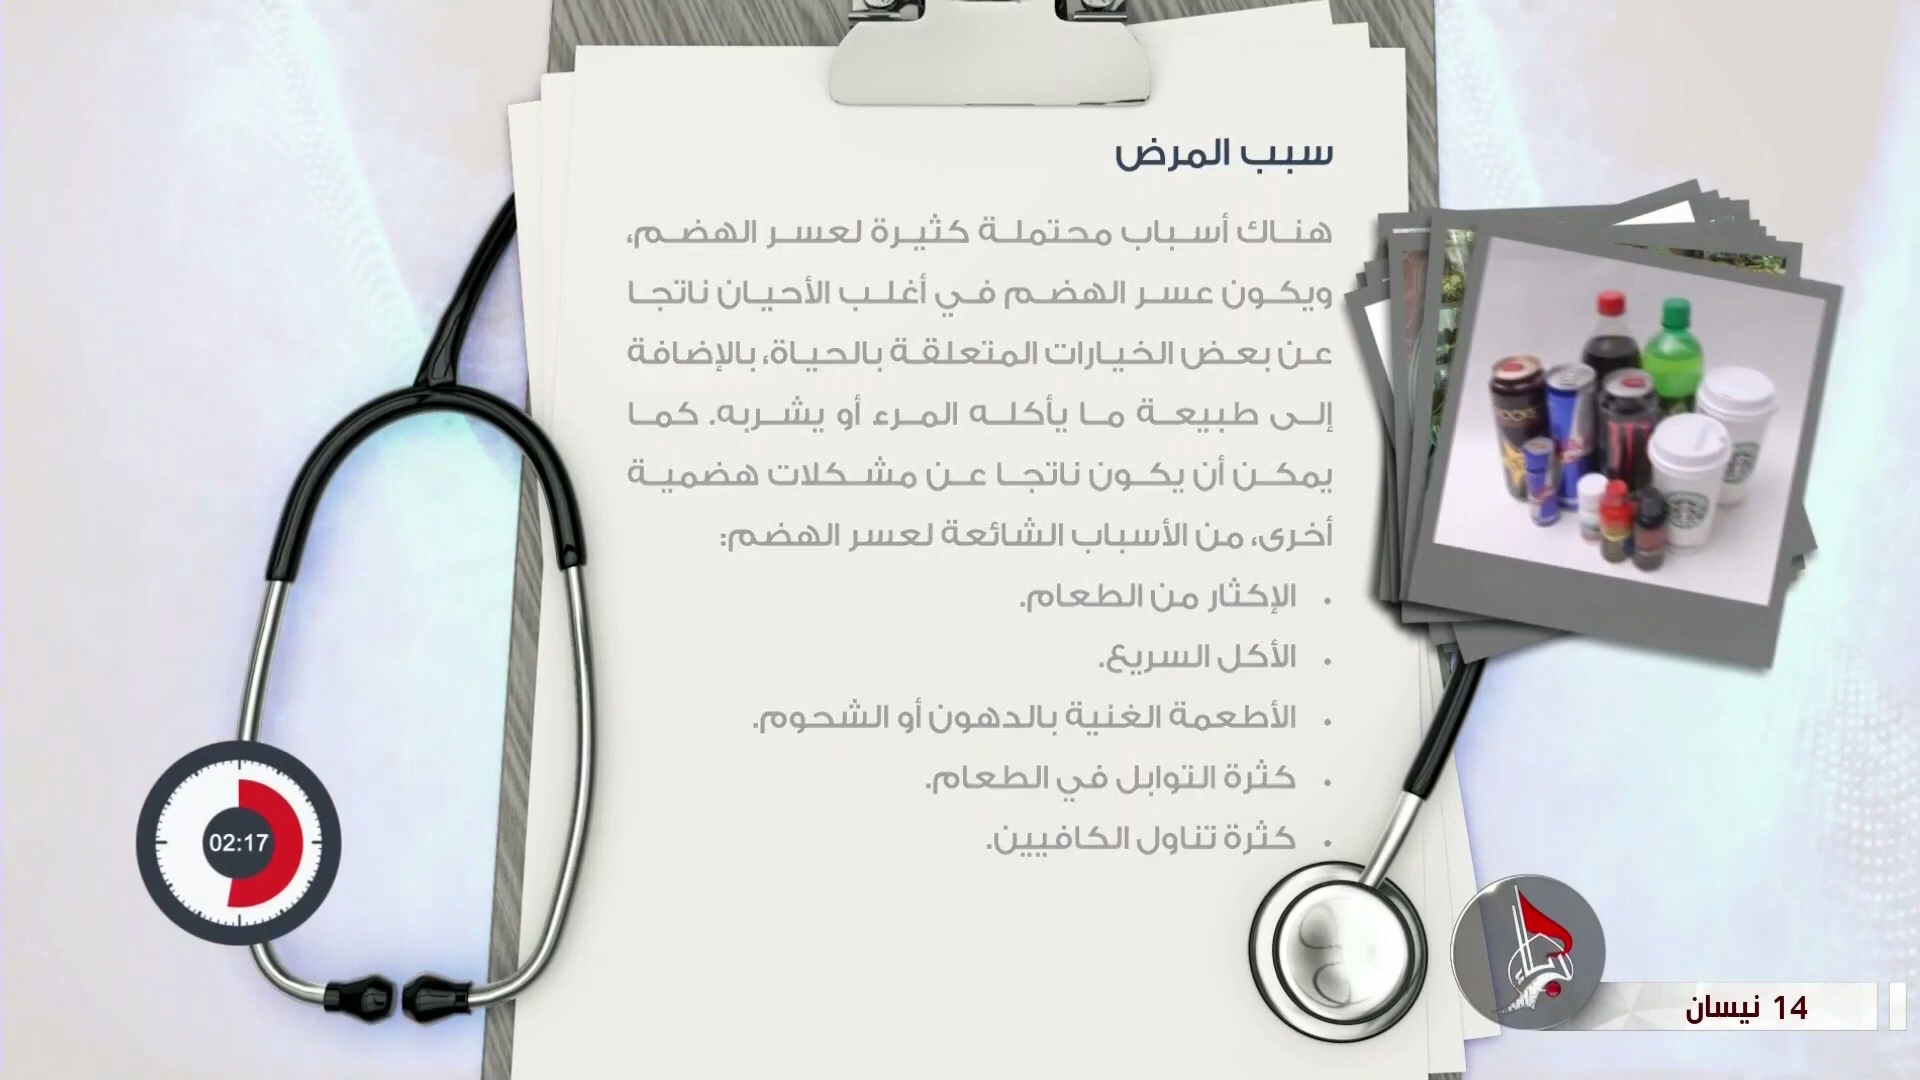 سبب المرض
هناك أسباب محتملة كثيرة لعسر الهضم،
ويكون عسر الهضم في أغلب الأحيان ناتجا
عن بعض الخيارات المتعلقة بالحياة، بالإضافة
إلى طبيعة ما يأكله المرء أو يشربه. كما
يمكن أن يكون ناتجا عن مشكلات هضمية
أخرى، من الأسباب الشائعة لعسر الهضم:
• الإكثار من الطعام.
• الأكل السريع.
• الأطعمة الغنية بالدهون أو الشحوم.
• كثرة التوابل في الطعام.
• كثرة تناول الكافيين.
02:17
14 نيسان